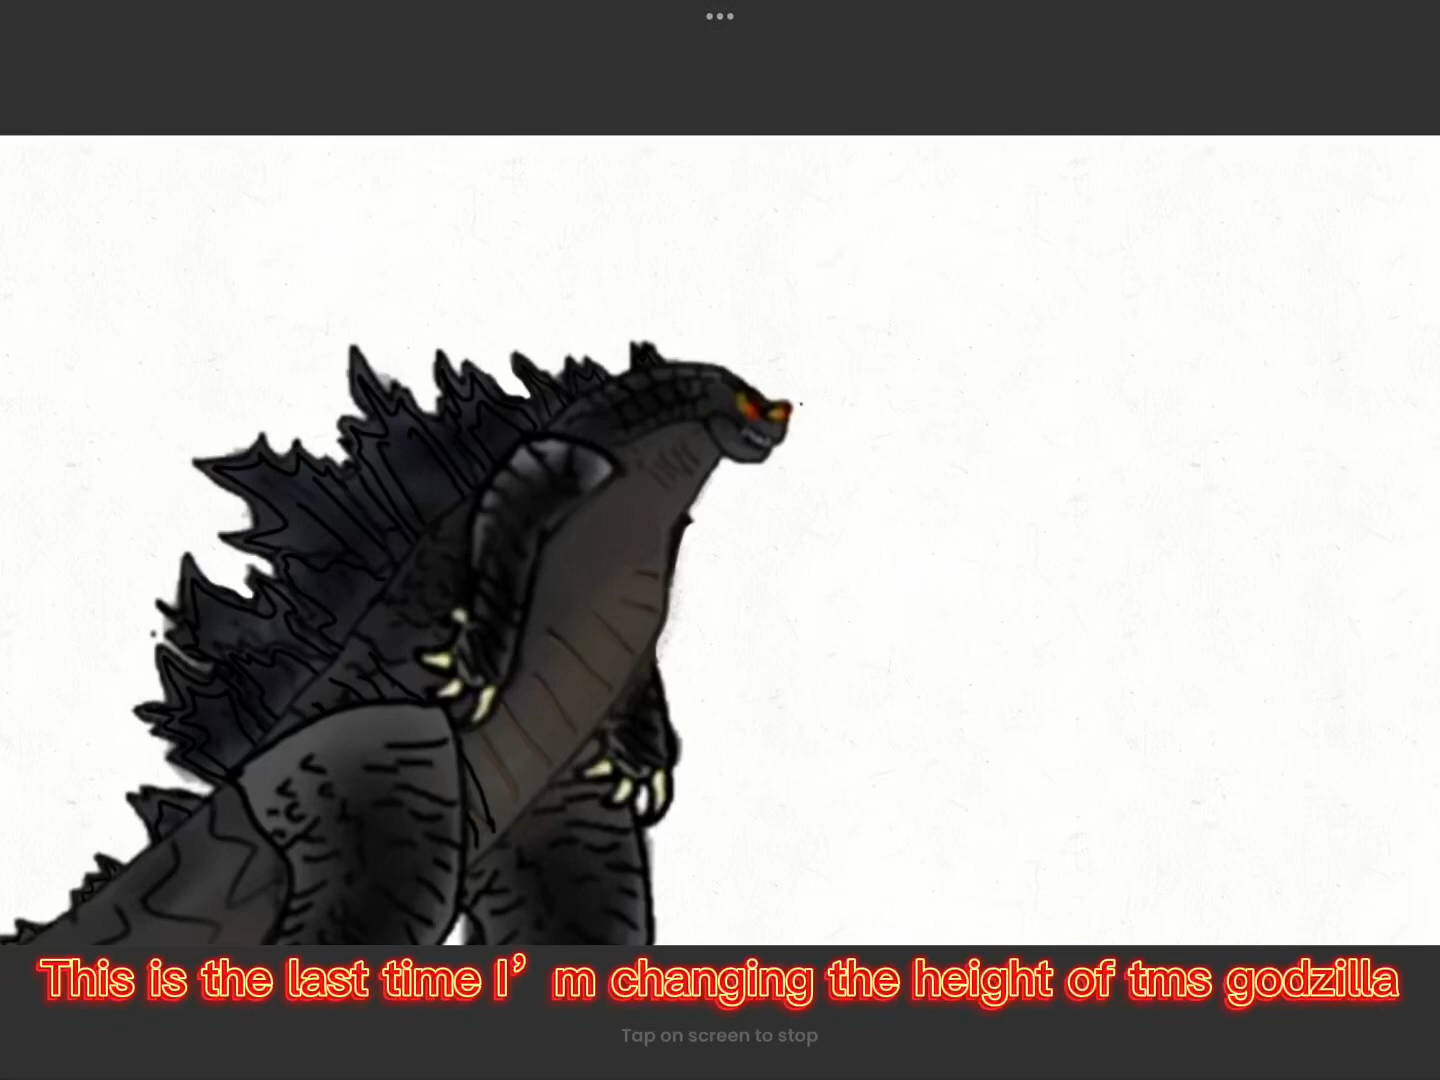 This is the last time I’m changing the height of tms godzilla
Tap on screen to stop